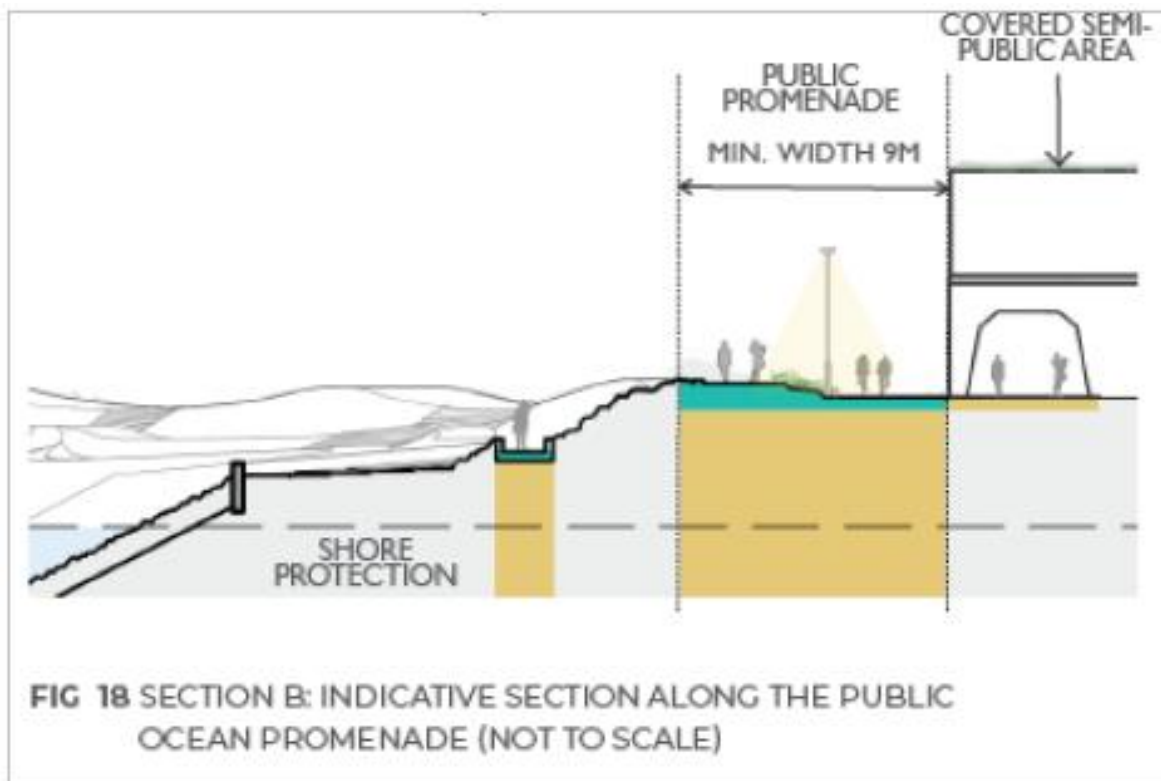 COVERED SEMI-
PUBLIC AREA
PUBLIC
PROMENADE
MIN. WIDTH 9M
SHORE
PROTECTION
FIG 18 SECTION B: INDICATIVE SECTION ALONG THE PUBLIC
OCEAN PROMENADE (NOT TO SCALE)